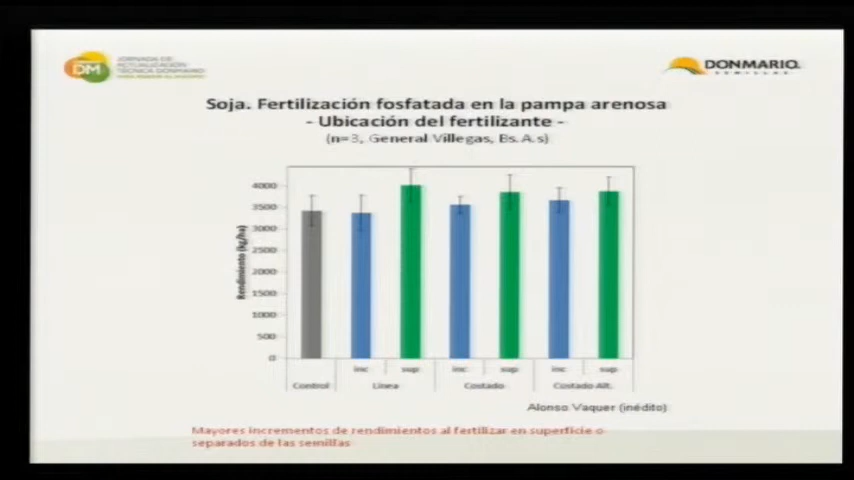 DM
JORNADA DE
ACTUALIZACIÓN
TÉCNICA DONMARIO
DONMARIO.
SEMILLAS
Soja. Fertilización fosfatada en la pampa arenosa
- Ubicación del fertilizante -
(n=3, General Villegas, Bs.A.s)
Rendimiento (kg/ha)
4000
3500
3000
2500
2000
1500
1000
500
0
inc sup inc sup inc sup
Control Linea Costado Costado Alt.
Alonso Vaquer (inédito)
Mayores incrementos de rendimientos al fertilizar en superficie o
separados de las semillas